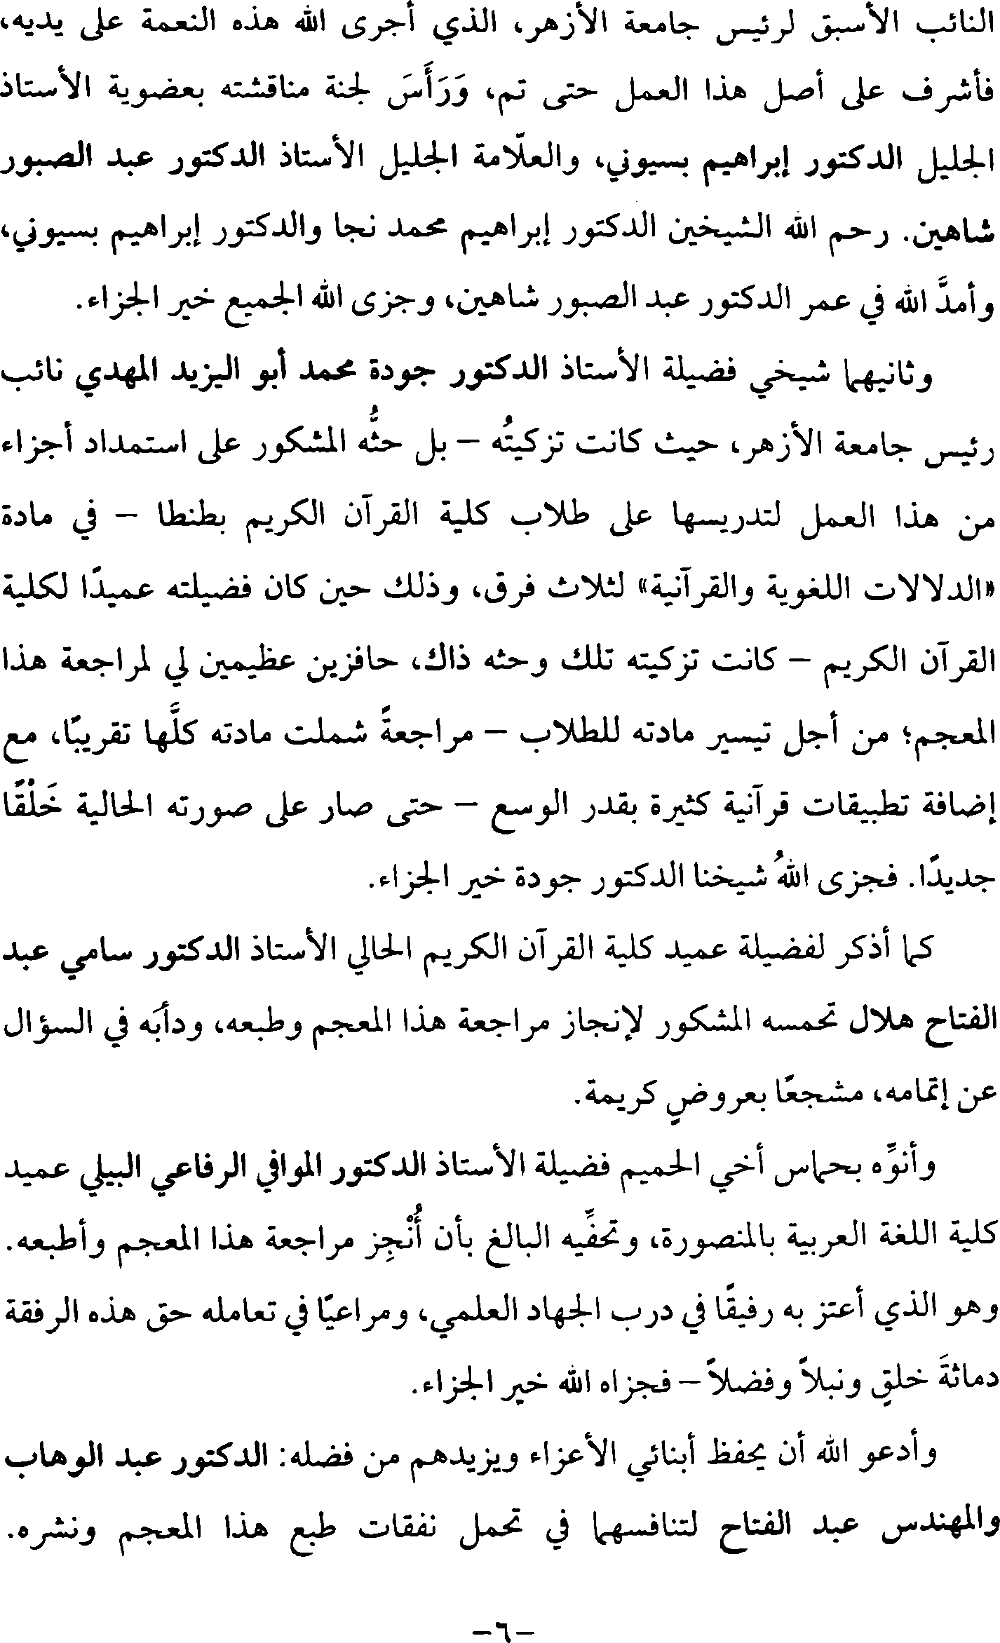 النائب الأسبق لرئيس جامعة الأزهر، الذي أجرى الله هذه النعمة على يديه،
فأشرف على أصل هذا العمل حتى تم، وَرَأَسَ لجنة مناقشته بعضوية الأستاذ
الجليل الدكتور إبراهيم بسيوني، والعلّامة الجليل الأستاذ الدكتور عبد الصبور
شاهين. رحم الله الشيخين الدكتور إبراهيم محمد نجا والدكتور إبراهيم بسيوني،
وأمدَّ الله في عمر الدكتور عبد الصبور شاهين، وجزى الله الجميع خير الجزاء.
وثانيهما شيخي فضيلة الأستاذ الدكتور جودة محمد أبو اليزيد المهدي نائب
رئيس جامعة الأزهر، حيث كانت تزكيتُه – بل حثُّه المشكور على استمداد أجزاء
من هذا العمل لتدريسها على طلاب كلية القرآن الكريم بطنطا – في مادة
«الدلالات اللغوية والقرآنية» لثلاث فرق، وذلك حين كان فضيلته عميدًا لكلية
القرآن الكريم – كانت تزكيته تلك وحثه ذاك، حافزين عظيمين لي لمراجعة هذا
المعجم؛ من أجل تيسير مادته للطلاب – مراجعةً شملت مادته كلَّها تقريبًا، مع
إضافة تطبيقات قرآنية كثيرة بقدر الوسع – حتى صار على صورته الحالية خَلْقًا
جديدًا. فجزى اللهُ شيخنا الدكتور جودة خير الجزاء.
كما أذكر لفضيلة عميد كلية القرآن الكريم الحالي الأستاذ الدكتور سامي عبد
الفتاح هلال تحمسه المشكور لإنجاز مراجعة هذا المعجم وطبعه، ودأبَه في السؤال
عن إتمامه، مشجعًا بعروضٍ كريمة.
وأنوِّه بحماس أخي الحميم فضيلة الأستاذ الدكتور الموافي الرفاعي البيلي عميد
كلية اللغة العربية بالمنصورة، وتحفِّيه البالغ بأن أُنْجِز مراجعة هذا المعجم وأطبعه.
وهو الذي أعتز به رفيقًا في درب الجهاد العلمي، ومراعيًا في تعامله حق هذه الرفقة
دماثةَ خلقٍ ونبلاً وفضلاً – فجزاه الله خير الجزاء.
وأدعو الله أن يحفظ أبنائي الأعزاء ويزيدهم من فضله: الدكتور عبد الوهاب
والمهندس عبد الفتاح لتنافسهما في تحمل نفقات طبع هذا المعجم ونشره.
–٦–